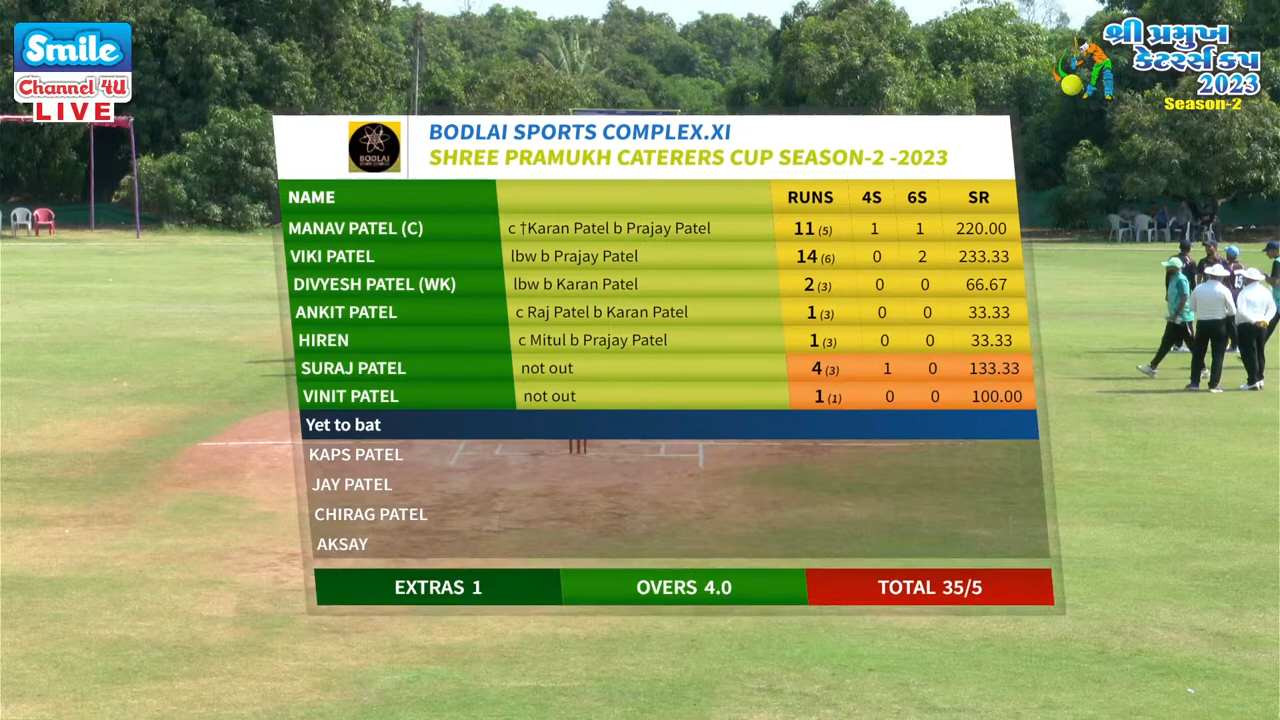 Smile
Channel 4U
LIVE
શ્રી પ્રમુખ
કેટરર્સ કપ
2023
Season-2
BODLAI
BODLAI SPORTS COMPLEX.XI
SHREE PRAMUKH CATERERS CUP SEASON-2 -2023
NAME RUNS 4S 6S SR
MANAV PATEL (C) c †Karan Patel b Prajay Patel 11 (5) 1 1 220.00
VIKI PATEL lbw b Prajay Patel 14 (6) 0 2 233.33
DIVYESH PATEL (WK) lbw b Karan Patel 2 (3) 0 0 66.67
ANKIT PATEL c Raj Patel b Karan Patel 1 (3) 0 0 33.33
HIREN c Mitul b Prajay Patel 1 (3) 0 0 33.33
SURAJ PATEL not out 4 (3) 1 0 133.33
VINIT PATEL not out 1 (1) 0 0 100.00
Yet to bat
KAPS PATEL
JAY PATEL
CHIRAG PATEL
AKSAY
EXTRAS 1 OVERS 4.0 TOTAL 35/5